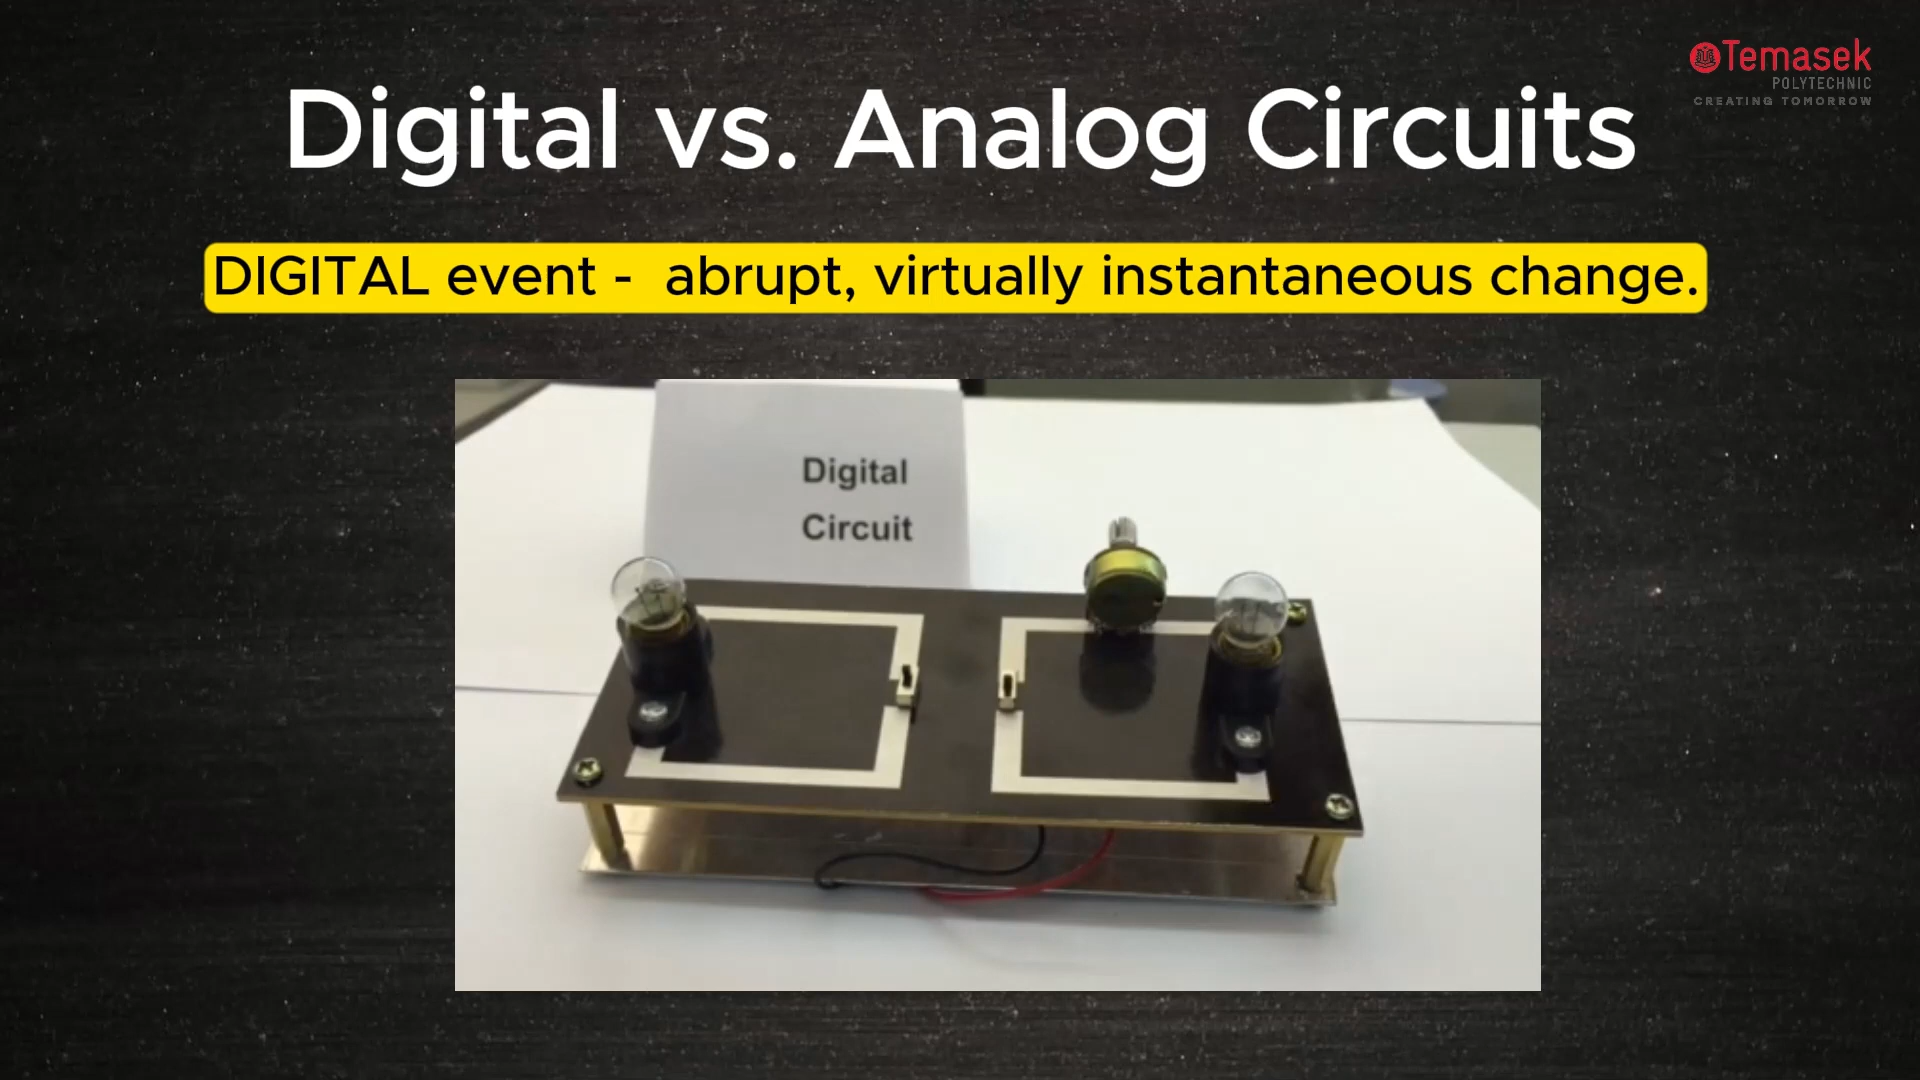 Temasek
POLYTECHNIC
CREATING TOMORROW
Digital vs. Analog Circuits
DIGITAL event -  abrupt, virtually instantaneous change.
Digital
Circuit